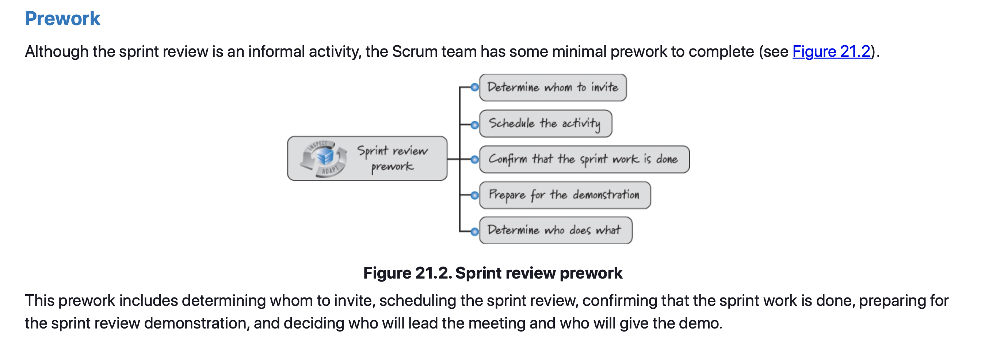 Prework
Although the sprint review is an informal activity, the Scrum team has some minimal prework to complete (see Figure 21.2).
Determine whom to invite
Schedule the activity
INSPECT
ADAPT
Sprint review
prework
Confirm that the sprint work is done
Prepare for the demonstration
Determine who does what
Figure 21.2. Sprint review prework
This prework includes determining whom to invite, scheduling the sprint review, confirming that the sprint work is done, preparing for
the sprint review demonstration, and deciding who will lead the meeting and who will give the demo.